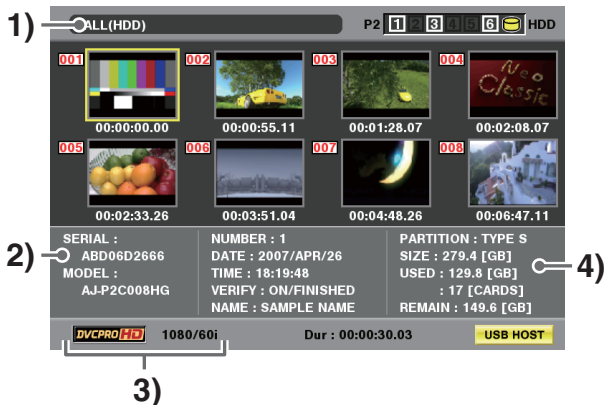 1)
ALL(HDD)
P2 1 2 3 4 5 6 HDD
001 002 003 004
Neo
Classic
00:00:00.00 00:00:55.11 00:01:28.07 00:02:08.07
005 006 007 008
00:02:33.26 00:03:51.04 00:04:48.26 00:06:47.11
2)
SERIAL :
ABD06D2666
MODEL :
AJ-P2C008HG
NUMBER : 1
DATE : 2007/APR/26
TIME : 18:19:48
VERIFY : ON/FINISHED
NAME : SAMPLE NAME
PARTITION : TYPE S
SIZE : 279.4 [GB]
USED : 129.8 [GB]
: 17 [CARDS]
REMAIN : 149.6 [GB]
4)
DVCPRO HD 1080/60i Dur : 00:00:30.03 USB HOST
3)